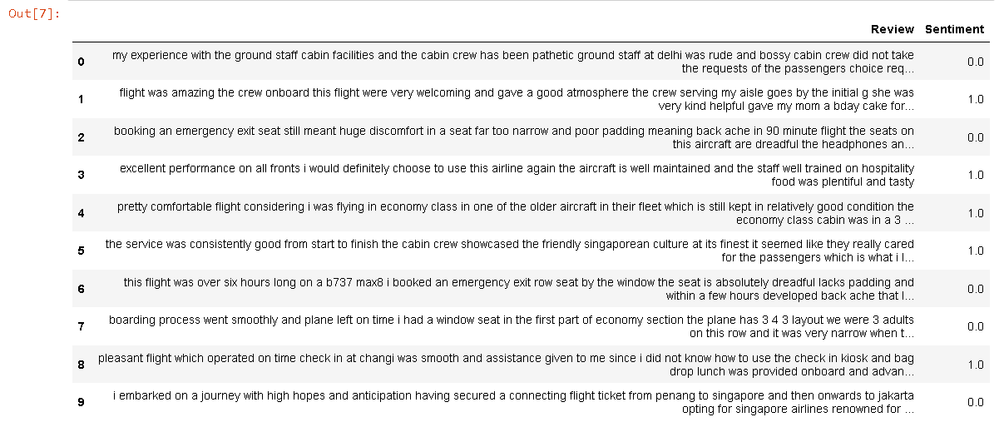 Out[7]:
Review Sentiment
0 my experience with the ground staff cabin facilities and the cabin crew has been pathetic ground staff at delhi was rude and bossy cabin crew did not take 0.0
the requests of the passengers choice req...
1 flight was amazing the crew onboard this flight were very welcoming and gave a good atmosphere the crew serving my aisle goes by the initial g she was 1.0
very kind helpful gave my mom a bday cake for...
2 booking an emergency exit seat still meant huge discomfort in a seat far too narrow and poor padding meaning back ache in 90 minute flight the seats on 0.0
this aircraft are dreadful the headphones an...
3 excellent performance on all fronts i would definitely choose to use this airline again the aircraft is well maintained and the staff well trained on hospitality 1.0
food was plentiful and tasty
4 pretty comfortable flight considering i was flying in economy class in one of the older aircraft in their fleet which is still kept in relatively good condition the 1.0
economy class cabin was in a 3 ...
5 the service was consistently good from start to finish the cabin crew showcased the friendly singaporean culture at its finest it seemed like they really cared 1.0
for the passengers which is what i l...
6 this flight was over six hours long on a b737 max8 i booked an emergency exit row seat by the window the seat is absolutely dreadful lacks padding and 0.0
within a few hours developed back ache that l...
7 boarding process went smoothly and plane left on time i had a window seat in the first part of economy section the plane has 3 4 3 layout we were 3 adults 0.0
on this row and it was very narrow when t...
8 pleasant flight which operated on time check in at changi was smooth and assistance given to me since i did not know how to use the check in kiosk and bag 1.0
drop lunch was provided onboard and advan...
9 i embarked on a journey with high hopes and anticipation having secured a connecting flight ticket from penang to singapore and then onwards to jakarta 0.0
opting for singapore airlines renowned for ...